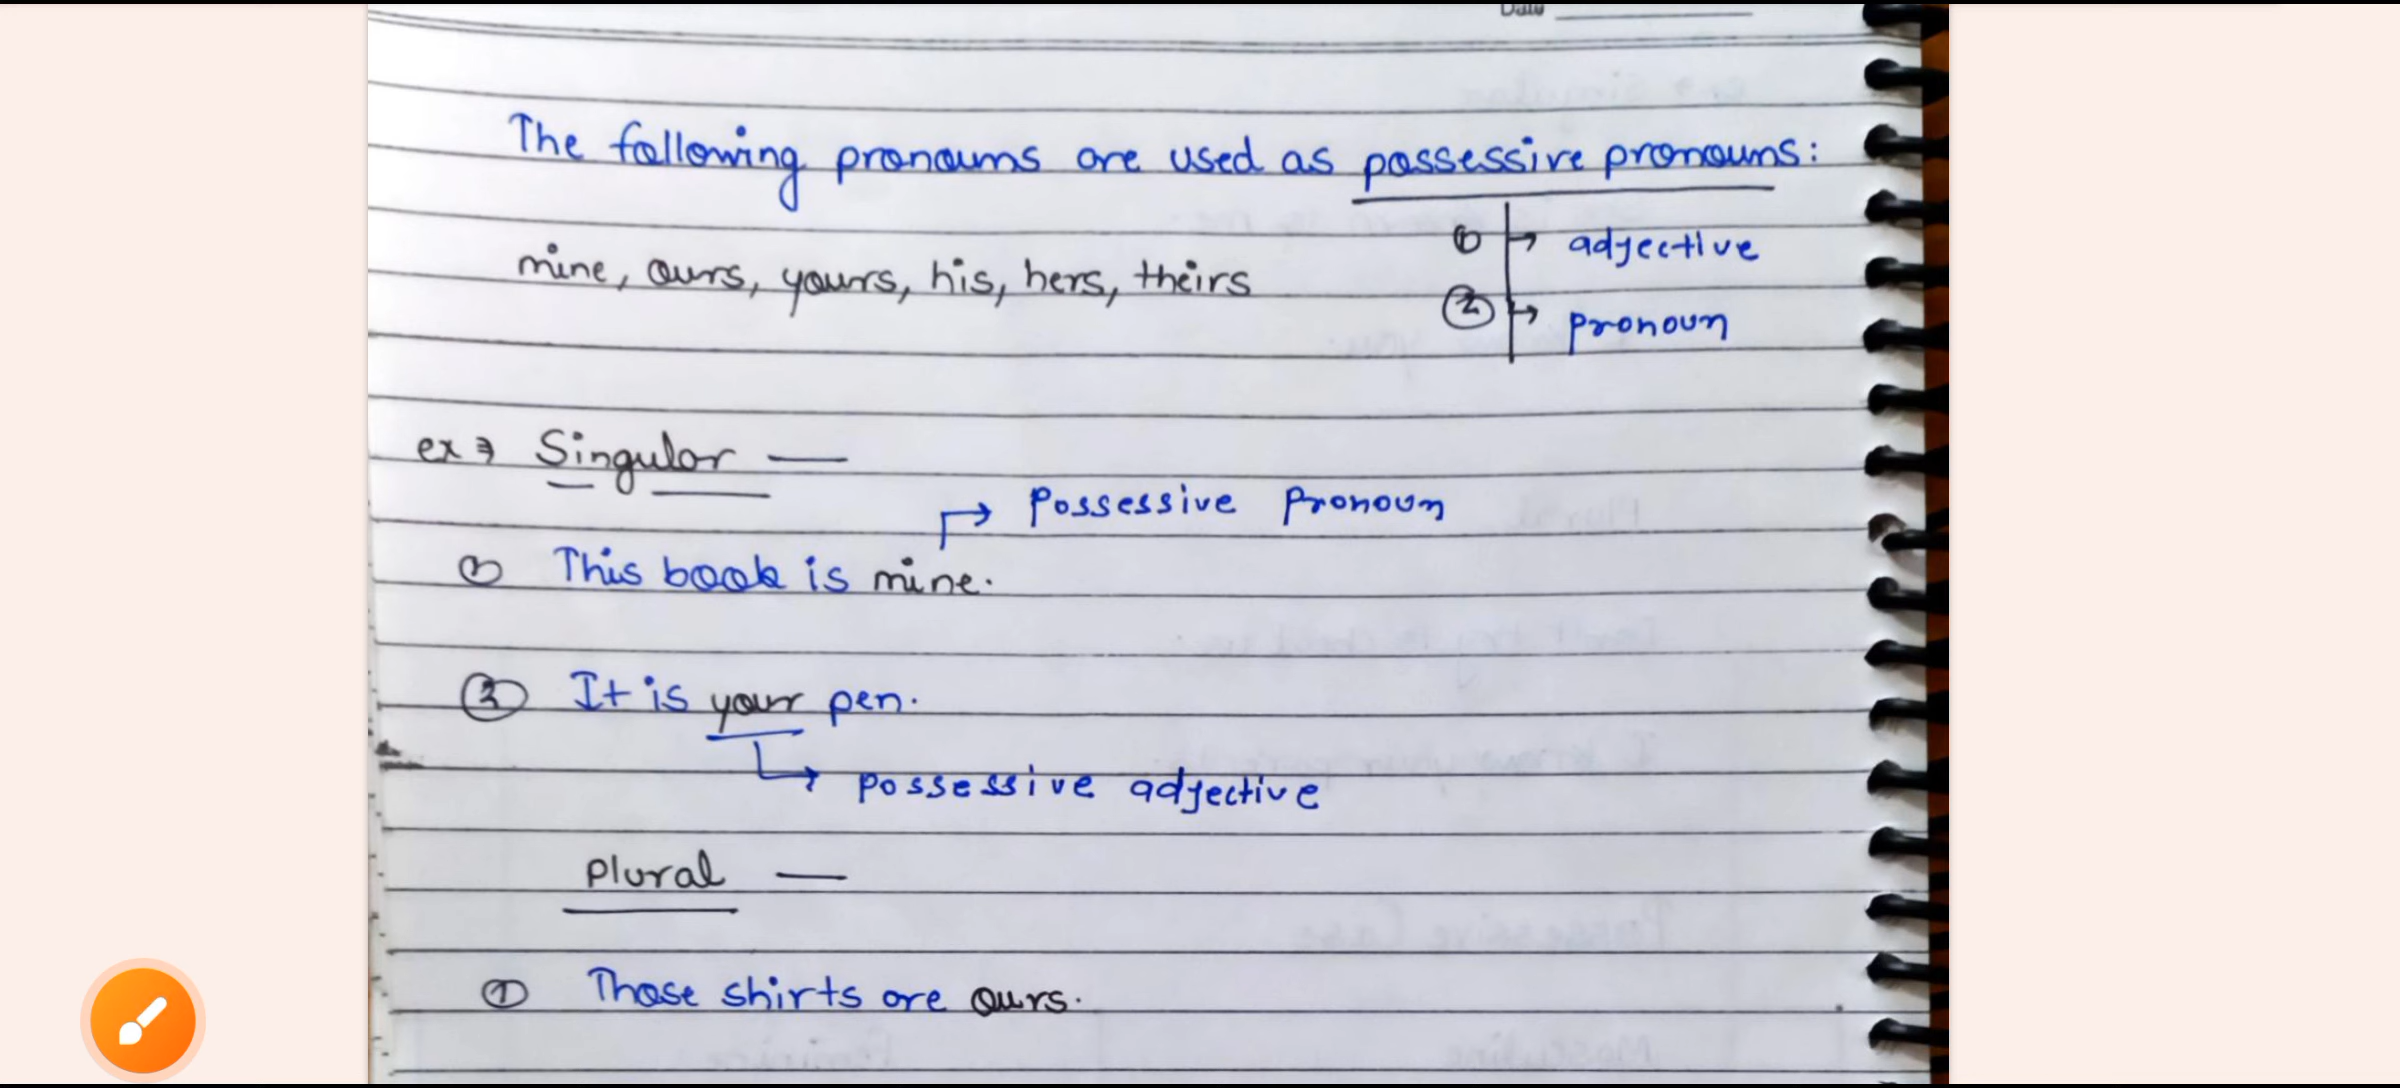 Date
The following pronouns are used as possessive pronouns:
① → adjective
mine, ours, yours, his, hers, theirs
② → pronoun
ex ⇒ Singular —
→ Possessive Pronoun
① This book is mine.
② It is your pen.
→ Possessive adjective
Plural —
① Those shirts are ours.